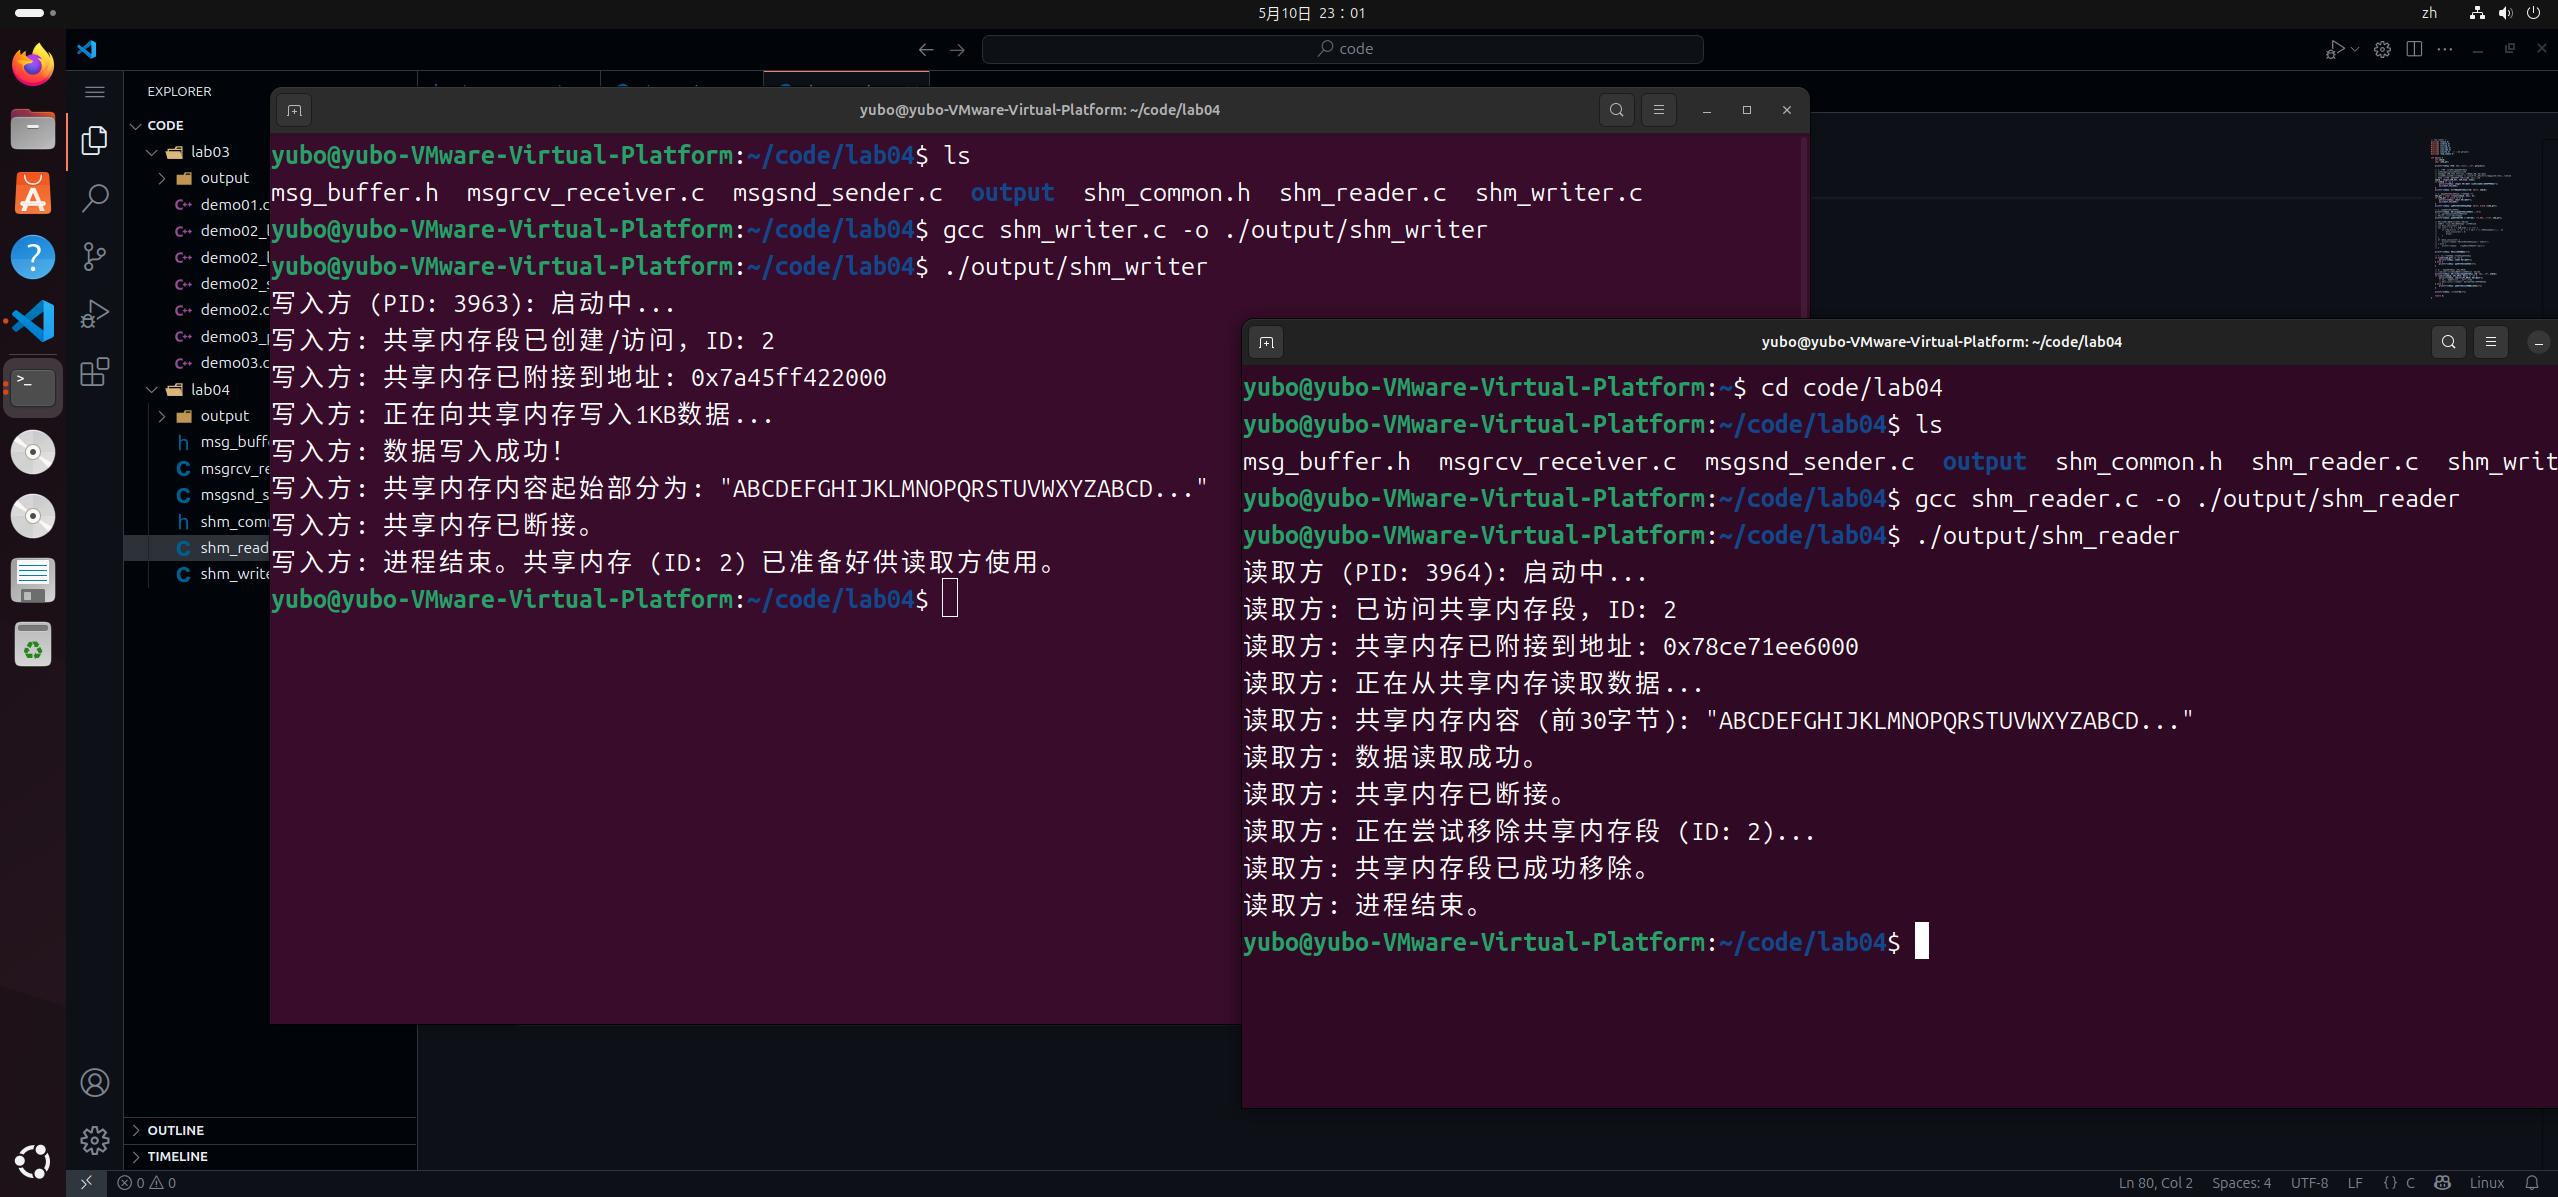 5月10日 23：01
zh
code
EXPLORER
CODE
lab03
output
demo01.c
demo02.c
demo03.c
lab04
output
OUTLINE
TIMELINE
yubo@yubo-VMware-Virtual-Platform: ~/code/lab04
yubo@yubo-VMware-Virtual-Platform:~/code/lab04$ ls
msg_buffer.h msgrcv_receiver.c msgsnd_sender.c output shm_common.h shm_reader.c shm_writer.c
yubo@yubo-VMware-Virtual-Platform:~/code/lab04$ gcc shm_writer.c -o ./output/shm_writer
yubo@yubo-VMware-Virtual-Platform:~/code/lab04$ ./output/shm_writer
写入方 (PID: 3963): 启动中...
写入方: 共享内存段已创建/访问, ID: 2
写入方: 共享内存已附接到地址: 0x7a45ff422000
写入方: 正在向共享内存写入1KB数据...
写入方: 数据写入成功!
写入方: 共享内存内容起始部分为: "ABCDEFGHIJKLMNOPQRSTUVWXYZABCD..."
写入方: 共享内存已断接。
写入方: 进程结束。共享内存 (ID: 2) 已准备好供读取方使用。
yubo@yubo-VMware-Virtual-Platform:~/code/lab04$
yubo@yubo-VMware-Virtual-Platform: ~/code/lab04
yubo@yubo-VMware-Virtual-Platform:~$ cd code/lab04
yubo@yubo-VMware-Virtual-Platform:~/code/lab04$ ls
msg_buffer.h msgrcv_receiver.c msgsnd_sender.c output shm_common.h shm_reader.c shm_writ
yubo@yubo-VMware-Virtual-Platform:~/code/lab04$ gcc shm_reader.c -o ./output/shm_reader
yubo@yubo-VMware-Virtual-Platform:~/code/lab04$ ./output/shm_reader
读取方 (PID: 3964): 启动中...
读取方: 已访问共享内存段, ID: 2
读取方: 共享内存已附接到地址: 0x78ce71ee6000
读取方: 正在从共享内存读取数据...
读取方: 共享内存内容 (前30字节): "ABCDEFGHIJKLMNOPQRSTUVWXYZABCD..."
读取方: 数据读取成功。
读取方: 共享内存已断接。
读取方: 正在尝试移除共享内存段 (ID: 2)...
读取方: 共享内存段已成功移除。
读取方: 进程结束。
yubo@yubo-VMware-Virtual-Platform:~/code/lab04$
0 0
Ln 80, Col 2 Spaces: 4 UTF-8 LF {} C Linux